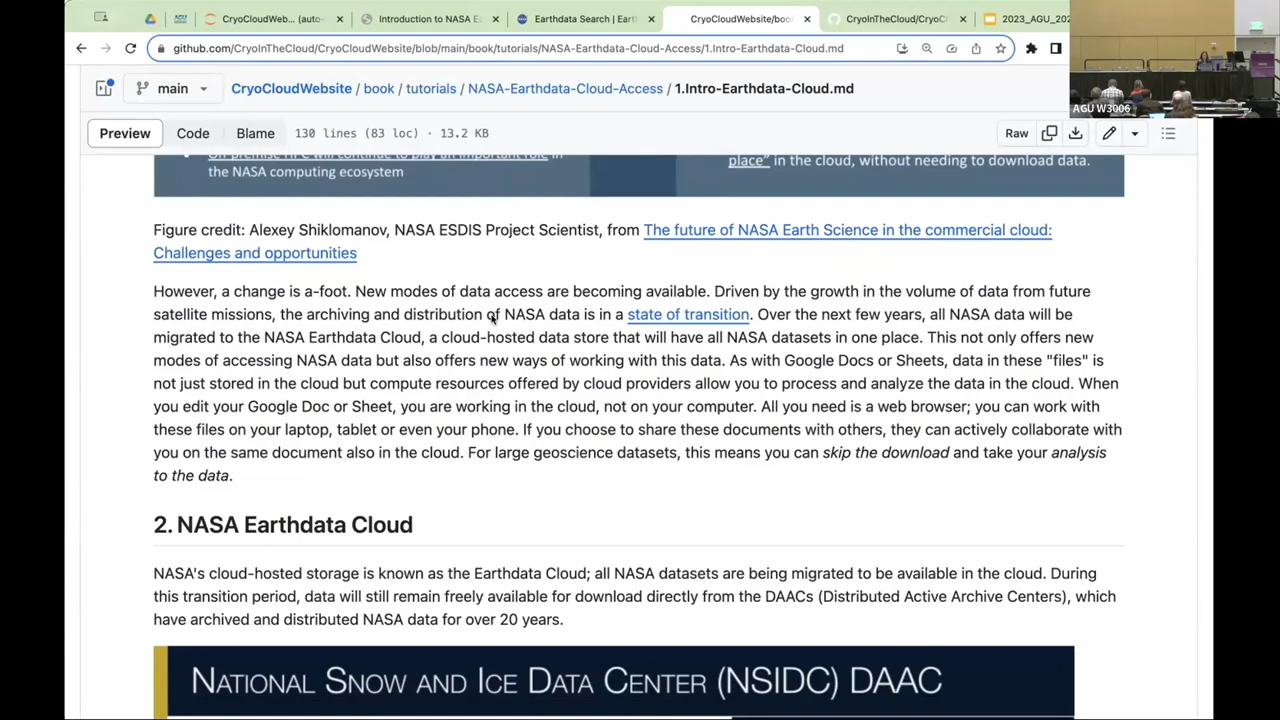 CryoCloudWeb... (auto-
Introduction to NASA E
Earthdata Search | Eart
CryoCloudWebsite/boo
CryoInTheCloud/CryoC
2023_AGU_202
github.com/CryoInTheCloud/CryoCloudWebsite/blob/main/book/tutorials/NASA-Earthdata-Cloud-Access/1.Intro-Earthdata-Cloud.md
AGU W3006
main
CryoCloudWebsite / book / tutorials / NASA-Earthdata-Cloud-Access / 1.Intro-Earthdata-Cloud.md
Preview Code Blame 130 lines (83 loc) · 13.2 KB Raw
On-premise HPC will continue to play an important role in
the NASA computing ecosystem
place" in the cloud, without needing to download data.
Figure credit: Alexey Shiklomanov, NASA ESDIS Project Scientist, from The future of NASA Earth Science in the commercial cloud:
Challenges and opportunities
However, a change is a-foot. New modes of data access are becoming available. Driven by the growth in the volume of data from future
satellite missions, the archiving and distribution of NASA data is in a state of transition. Over the next few years, all NASA data will be
migrated to the NASA Earthdata Cloud, a cloud-hosted data store that will have all NASA datasets in one place. This not only offers new
modes of accessing NASA data but also offers new ways of working with this data. As with Google Docs or Sheets, data in these "files" is
not just stored in the cloud but compute resources offered by cloud providers allow you to process and analyze the data in the cloud. When
you edit your Google Doc or Sheet, you are working in the cloud, not on your computer. All you need is a web browser; you can work with
these files on your laptop, tablet or even your phone. If you choose to share these documents with others, they can actively collaborate with
you on the same document also in the cloud. For large geoscience datasets, this means you can skip the download and take your analysis
to the data.
2. NASA Earthdata Cloud
NASA's cloud-hosted storage is known as the Earthdata Cloud; all NASA datasets are being migrated to be available in the cloud. During
this transition period, data will still remain freely available for download directly from the DAACs (Distributed Active Archive Centers), which
have archived and distributed NASA data for over 20 years.
NATIONAL SNOW AND ICE DATA CENTER (NSIDC) DAAC